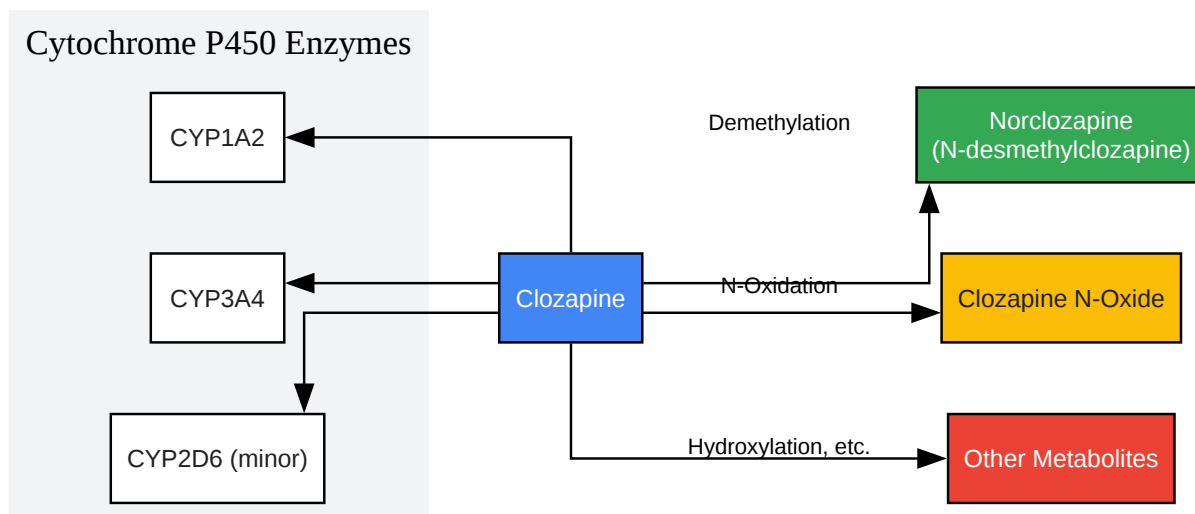 Cytochrome P450 Enzymes
CYP1A2
Demethylation
Norclozapine
(N-desmethylclozapine)
CYP3A4
Clozapine
N-Oxidation
Clozapine N-Oxide
CYP2D6 (minor)
Hydroxylation, etc.
Other Metabolites